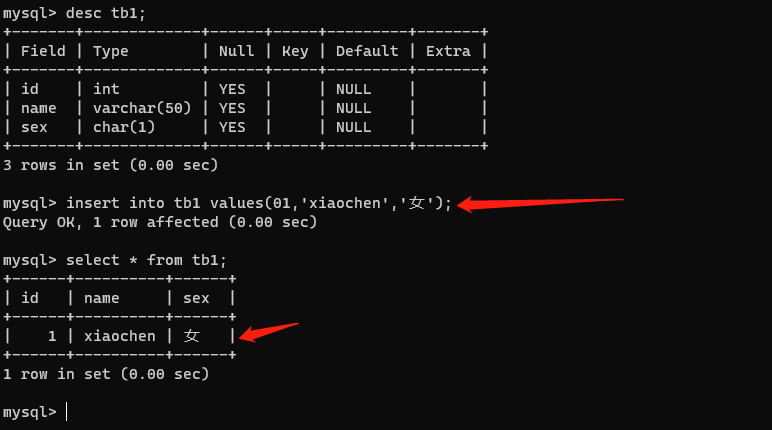 mysql> desc tb1;
+-------+-------------+------+-----+---------+-------+
| Field | Type        | Null | Key | Default | Extra |
+-------+-------------+------+-----+---------+-------+
| id    | int         | YES  |     | NULL    |       |
| name  | varchar(50) | YES  |     | NULL    |       |
| sex   | char(1)     | YES  |     | NULL    |       |
+-------+-------------+------+-----+---------+-------+
3 rows in set (0.00 sec)
mysql> insert into tb1 values(01,'xiaochen','女');
Query OK, 1 row affected (0.00 sec)
mysql> select * from tb1;
+------+----------+------+
| id   | name     | sex  |
+------+----------+------+
|    1 | xiaochen | 女   |
+------+----------+------+
1 row in set (0.00 sec)
mysql>